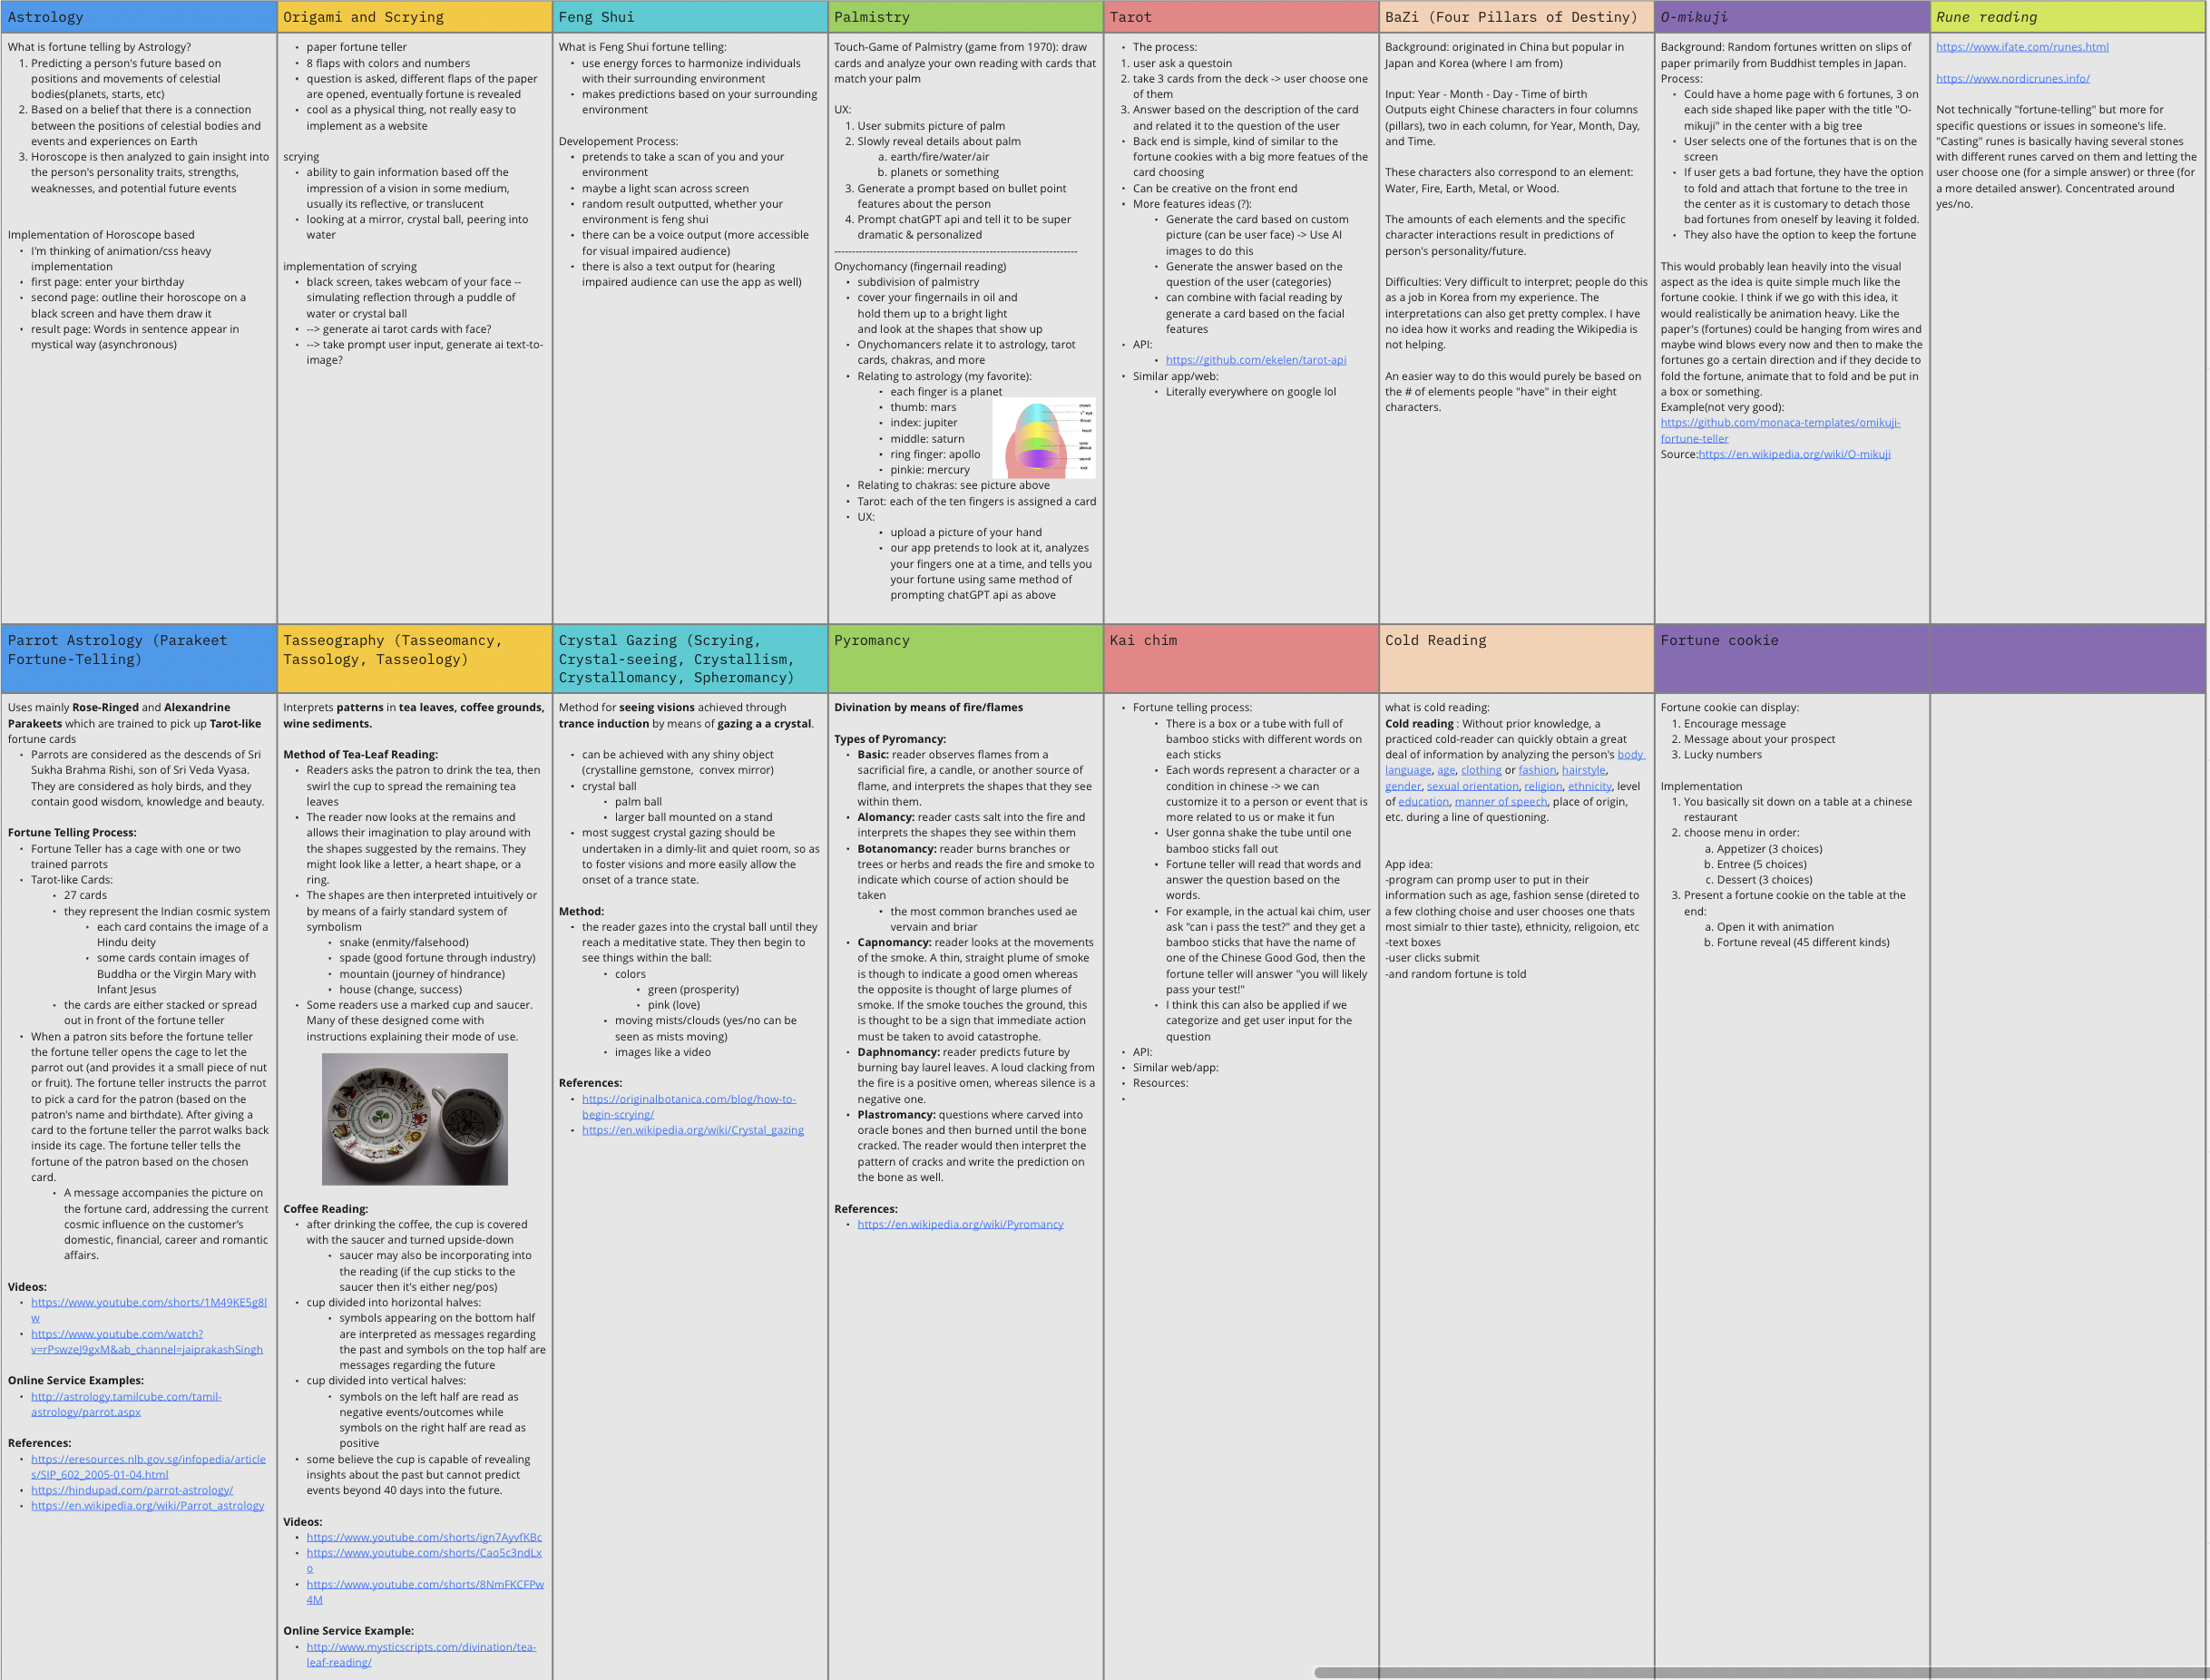 Astrology
What is fortune telling by Astrology?
1. Predicting a person's future based on
positions and movements of celestial
bodies(planets, starts, etc)
2. Based on a belief that there is a connection
between the positions of celestial bodies and
events and experiences on Earth
3. Horoscope is then analyzed to gain insight into
the person's personality traits, strengths,
weaknesses, and potential future events
Implementation of Horoscope based
• I'm thinking of animation/css heavy
implementation
• first page: enter your birthday
• second page: outline their horoscope on a
black screen and have them draw it
• result page: Words in sentence appear in
mystical way (asynchronous)
Origami and Scrying
• paper fortune teller
• 8 flaps with colors and numbers
• question is asked, different flaps of the paper
are opened, eventually fortune is revealed
• cool as a physical thing, not really easy to
implement as a website
scrying
• ability to gain information based off the
impression of a vision in some medium,
usually its reflective, or translucent
• looking at a mirror, crystal ball, peering into
water
implementation of scrying
• black screen, takes webcam of your face --
simulating reflection through a puddle of
water or crystal ball
• --> generate ai tarot cards with face?
• --> take prompt user input, generate ai text-to-
image?
Feng Shui
What is Feng Shui fortune telling:
• use energy forces to harmonize individuals
with their surrounding environment
• makes predictions based on your surrounding
environment
Developement Process:
• pretends to take a scan of you and your
environment
• maybe a light scan across screen
• random result outputted, whether your
environment is feng shui
• there can be a voice output (more accessible
for visual impaired audience)
• there is also a text output for (hearing
impaired audience can use the app as well)
Palmistry
Touch-Game of Palmistry (game from 1970): draw
cards and analyze your own reading with cards that
match your palm
UX:
1. User submits picture of palm
2. Slowly reveal details about palm
a. earth/fire/water/air
b. planets or something
3. Generate a prompt based on bullet point
features about the person
4. Prompt chatGPT api and tell it to be super
dramatic & personalized
----------------------------------------------------------------------
Onychomancy (fingernail reading)
• subdivision of palmistry
• cover your fingernails in oil and
hold them up to a bright light
and look at the shapes that show up
• Onychomancers relate it to astrology, tarot
cards, chakras, and more
• Relating to astrology (my favorite):
• each finger is a planet
• thumb: mars
• index: jupiter
• middle: saturn
• ring finger: apollo
• pinkie: mercury
crown
3rd eye
throat
heart
solar
plexus
sacral
root
• Relating to chakras: see picture above
• Tarot: each of the ten fingers is assigned a card
• UX:
• upload a picture of your hand
• our app pretends to look at it, analyzes
your fingers one at a time, and tells you
your fortune using same method of
prompting chatGPT api as above
Tarot
• The process:
1. user ask a questoin
2. take 3 cards from the deck -> user choose one
of them
3. Answer based on the description of the card
and related it to the question of the user
• Back end is simple, kind of similar to the
fortune cookies with a big more featues of the
card choosing
• Can be creative on the front end
• More features ideas (?):
• Generate the card based on custom
picture (can be user face) -> Use AI
images to do this
• Generate the answer based on the
question of the user (categories)
• can combine with facial reading by
generate a card based on the facial
features
• API:
• https://github.com/ekelen/tarot-api
• Similar app/web:
• Literally everywhere on google lol
BaZi (Four Pillars of Destiny)
Background: originated in China but popular in
Japan and Korea (where I am from)
Input: Year - Month - Day - Time of birth
Outputs eight Chinese characters in four columns
(pillars), two in each column, for Year, Month, Day,
and Time.
These characters also correspond to an element:
Water, Fire, Earth, Metal, or Wood.
The amounts of each elements and the specific
character interactions result in predictions of
person's personality/future.
Difficulties: Very difficult to interpret; people do this
as a job in Korea from my experience. The
interpretations can also get pretty complex. I have
no idea how it works and reading the Wikipedia is
not helping.
An easier way to do this would purely be based on
the # of elements people "have" in their eight
characters.
O-mikuji
Background: Random fortunes written on slips of
paper primarily from Buddhist temples in Japan.
Process:
• Could have a home page with 6 fortunes, 3 on
each side shaped like paper with the title "O-
mikuji" in the center with a big tree
• User selects one of the fortunes that is on the
screen
• If user gets a bad fortune, they have the option
to fold and attach that fortune to the tree in
the center as it is customary to detach those
bad fortunes from oneself by leaving it folded.
• They also have the option to keep the fortune
This would probably lean heavily into the visual
aspect as the idea is quite simple much like the
fortune cookie. I think if we go with this idea, it
would realistically be animation heavy. Like the
paper's (fortunes) could be hanging from wires and
maybe wind blows every now and then to make the
fortunes go a certain direction and if they decide to
fold the fortune, animate that to fold and be put in
a box or something.
Example(not very good):
https://github.com/monaca-templates/omikuji-
fortune-teller
Source:https://en.wikipedia.org/wiki/O-mikuji
Rune reading
https://www.ifate.com/runes.html
https://www.nordicrunes.info/
Not technically "fortune-telling" but more for
specific questions or issues in someone's life.
"Casting" runes is basically having several stones
with different runes carved on them and letting the
user choose one (for a simple answer) or three (for
a more detailed answer). Concentrated around
yes/no.
Parrot Astrology (Parakeet
Fortune-Telling)
Uses mainly Rose-Ringed and Alexandrine
Parakeets which are trained to pick up Tarot-like
fortune cards
• Parrots are considered as the descends of Sri
Sukha Brahma Rishi, son of Sri Veda Vyasa.
They are considered as holy birds, and they
contain good wisdom, knowledge and beauty.
Fortune Telling Process:
• Fortune Teller has a cage with one or two
trained parrots
• Tarot-like Cards:
• 27 cards
• they represent the Indian cosmic system
• each card contains the image of a
Hindu deity
• some cards contain images of
Buddha or the Virgin Mary with
Infant Jesus
• the cards are either stacked or spread
out in front of the fortune teller
• When a patron sits before the fortune teller
the fortune teller opens the cage to let the
parrot out (and provides it a small piece of nut
or fruit). The fortune teller instructs the parrot
to pick a card for the patron (based on the
patron's name and birthdate). After giving a
card to the fortune teller the parrot walks back
inside its cage. The fortune teller tells the
fortune of the patron based on the chosen
card.
• A message accompanies the picture on
the fortune card, addressing the current
cosmic influence on the customer's
domestic, financial, career and romantic
affairs.
Videos:
• https://www.youtube.com/shorts/1M49KE5g8l
w
• https://www.youtube.com/watch?
v=rPswzeJ9gxM&ab_channel=jaiprakashSingh
Online Service Examples:
• http://astrology.tamilcube.com/tamil-
astrology/parrot.aspx
References:
• https://eresources.nlb.gov.sg/infopedia/article
s/SIP_602_2005-01-04.html
• https://hindupad.com/parrot-astrology/
• https://en.wikipedia.org/wiki/Parrot_astrology
Tasseography (Tasseomancy,
Tassology, Tasseology)
Interprets patterns in tea leaves, coffee grounds,
wine sediments.
Method of Tea-Leaf Reading:
• Readers asks the patron to drink the tea, then
swirl the cup to spread the remaining tea
leaves
• The reader now looks at the remains and
allows their imagination to play around with
the shapes suggested by the remains. They
might look like a letter, a heart shape, or a
ring.
• The shapes are then interpreted intuitively or
by means of a fairly standard system of
symbolism
• snake (enmity/falsehood)
• spade (good fortune through industry)
• mountain (journey of hindrance)
• house (change, success)
• Some readers use a marked cup and saucer.
Many of these designed come with
instructions explaining their mode of use.
Coffee Reading:
• after drinking the coffee, the cup is covered
with the saucer and turned upside-down
• saucer may also be incorporating into
the reading (if the cup sticks to the
saucer then it's either neg/pos)
• cup divided into horizontal halves:
• symbols appearing on the bottom half
are interpreted as messages regarding
the past and symbols on the top half are
messages regarding the future
• cup divided into vertical halves:
• symbols on the left half are read as
negative events/outcomes while
symbols on the right half are read as
positive
• some believe the cup is capable of revealing
insights about the past but cannot predict
events beyond 40 days into the future.
Videos:
• https://www.youtube.com/shorts/ign7AyvfKBc
• https://www.youtube.com/shorts/Cao5c3ndLx
o
• https://www.youtube.com/shorts/8NmFKCFPw
4M
Online Service Example:
• http://www.mysticscripts.com/divination/tea-
leaf-reading/
Crystal Gazing (Scrying,
Crystal-seeing, Crystallism,
Crystallomancy, Spheromancy)
Method for seeing visions achieved through
trance induction by means of gazing a a crystal.
• can be achieved with any shiny object
(crystalline gemstone, convex mirror)
• crystal ball
• palm ball
• larger ball mounted on a stand
• most suggest crystal gazing should be
undertaken in a dimly-lit and quiet room, so as
to foster visions and more easily allow the
onset of a trance state.
Method:
• the reader gazes into the crystal ball until they
reach a meditative state. They then begin to
see things within the ball:
• colors
• green (prosperity)
• pink (love)
• moving mists/clouds (yes/no can be
seen as mists moving)
• images like a video
References:
• https://originalbotanica.com/blog/how-to-
begin-scrying/
• https://en.wikipedia.org/wiki/Crystal_gazing
Pyromancy
Divination by means of fire/flames
Types of Pyromancy:
• Basic: reader observes flames from a
sacrificial fire, a candle, or another source of
flame, and interprets the shapes that they see
within them.
• Alomancy: reader casts salt into the fire and
interprets the shapes they see within them
• Botanomancy: reader burns branches or
trees or herbs and reads the fire and smoke to
indicate which course of action should be
taken
• the most common branches used ae
vervain and briar
• Capnomancy: reader looks at the movements
of the smoke. A thin, straight plume of smoke
is though to indicate a good omen whereas
the opposite is thought of large plumes of
smoke. If the smoke touches the ground, this
is thought to be a sign that immediate action
must be taken to avoid catastrophe.
• Daphnomancy: reader predicts future by
burning bay laurel leaves. A loud clacking from
the fire is a positive omen, whereas silence is a
negative one.
• Plastromancy: questions where carved into
oracle bones and then burned until the bone
cracked. The reader would then interpret the
pattern of cracks and write the prediction on
the bone as well.
References:
• https://en.wikipedia.org/wiki/Pyromancy
Kai chim
• Fortune telling process:
• There is a box or a tube with full of
bamboo sticks with different words on
each sticks
• Each words represent a character or a
condition in chinese -> we can
customize it to a person or event that is
more related to us or make it fun
• User gonna shake the tube until one
bamboo sticks fall out
• Fortune teller will read that words and
answer the question based on the
words.
• For example, in the actual kai chim, user
ask "can i pass the test?" and they get a
bamboo sticks that have the name of
one of the Chinese Good God, then the
fortune teller will answer "you will likely
pass your test!"
• I think this can also be applied if we
categorize and get user input for the
question
• API:
• Similar web/app:
• Resources:
•
Cold Reading
what is cold reading:
Cold reading : Without prior knowledge, a
practiced cold-reader can quickly obtain a great
deal of information by analyzing the person's body
language, age, clothing or fashion, hairstyle,
gender, sexual orientation, religion, ethnicity, level
of education, manner of speech, place of origin,
etc. during a line of questioning.
App idea:
-program can promp user to put in their
information such as age, fashion sense (direted to
a few clothing choise and user chooses one thats
most simialr to thier taste), ethnicity, religoion, etc
-text boxes
-user clicks submit
-and random fortune is told
Fortune cookie
Fortune cookie can display:
1. Encourage message
2. Message about your prospect
3. Lucky numbers
Implementation
1. You basically sit down on a table at a chinese
restaurant
2. choose menu in order:
a. Appetizer (3 choices)
b. Entree (5 choices)
c. Dessert (3 choices)
3. Present a fortune cookie on the table at the
end:
a. Open it with animation
b. Fortune reveal (45 different kinds)